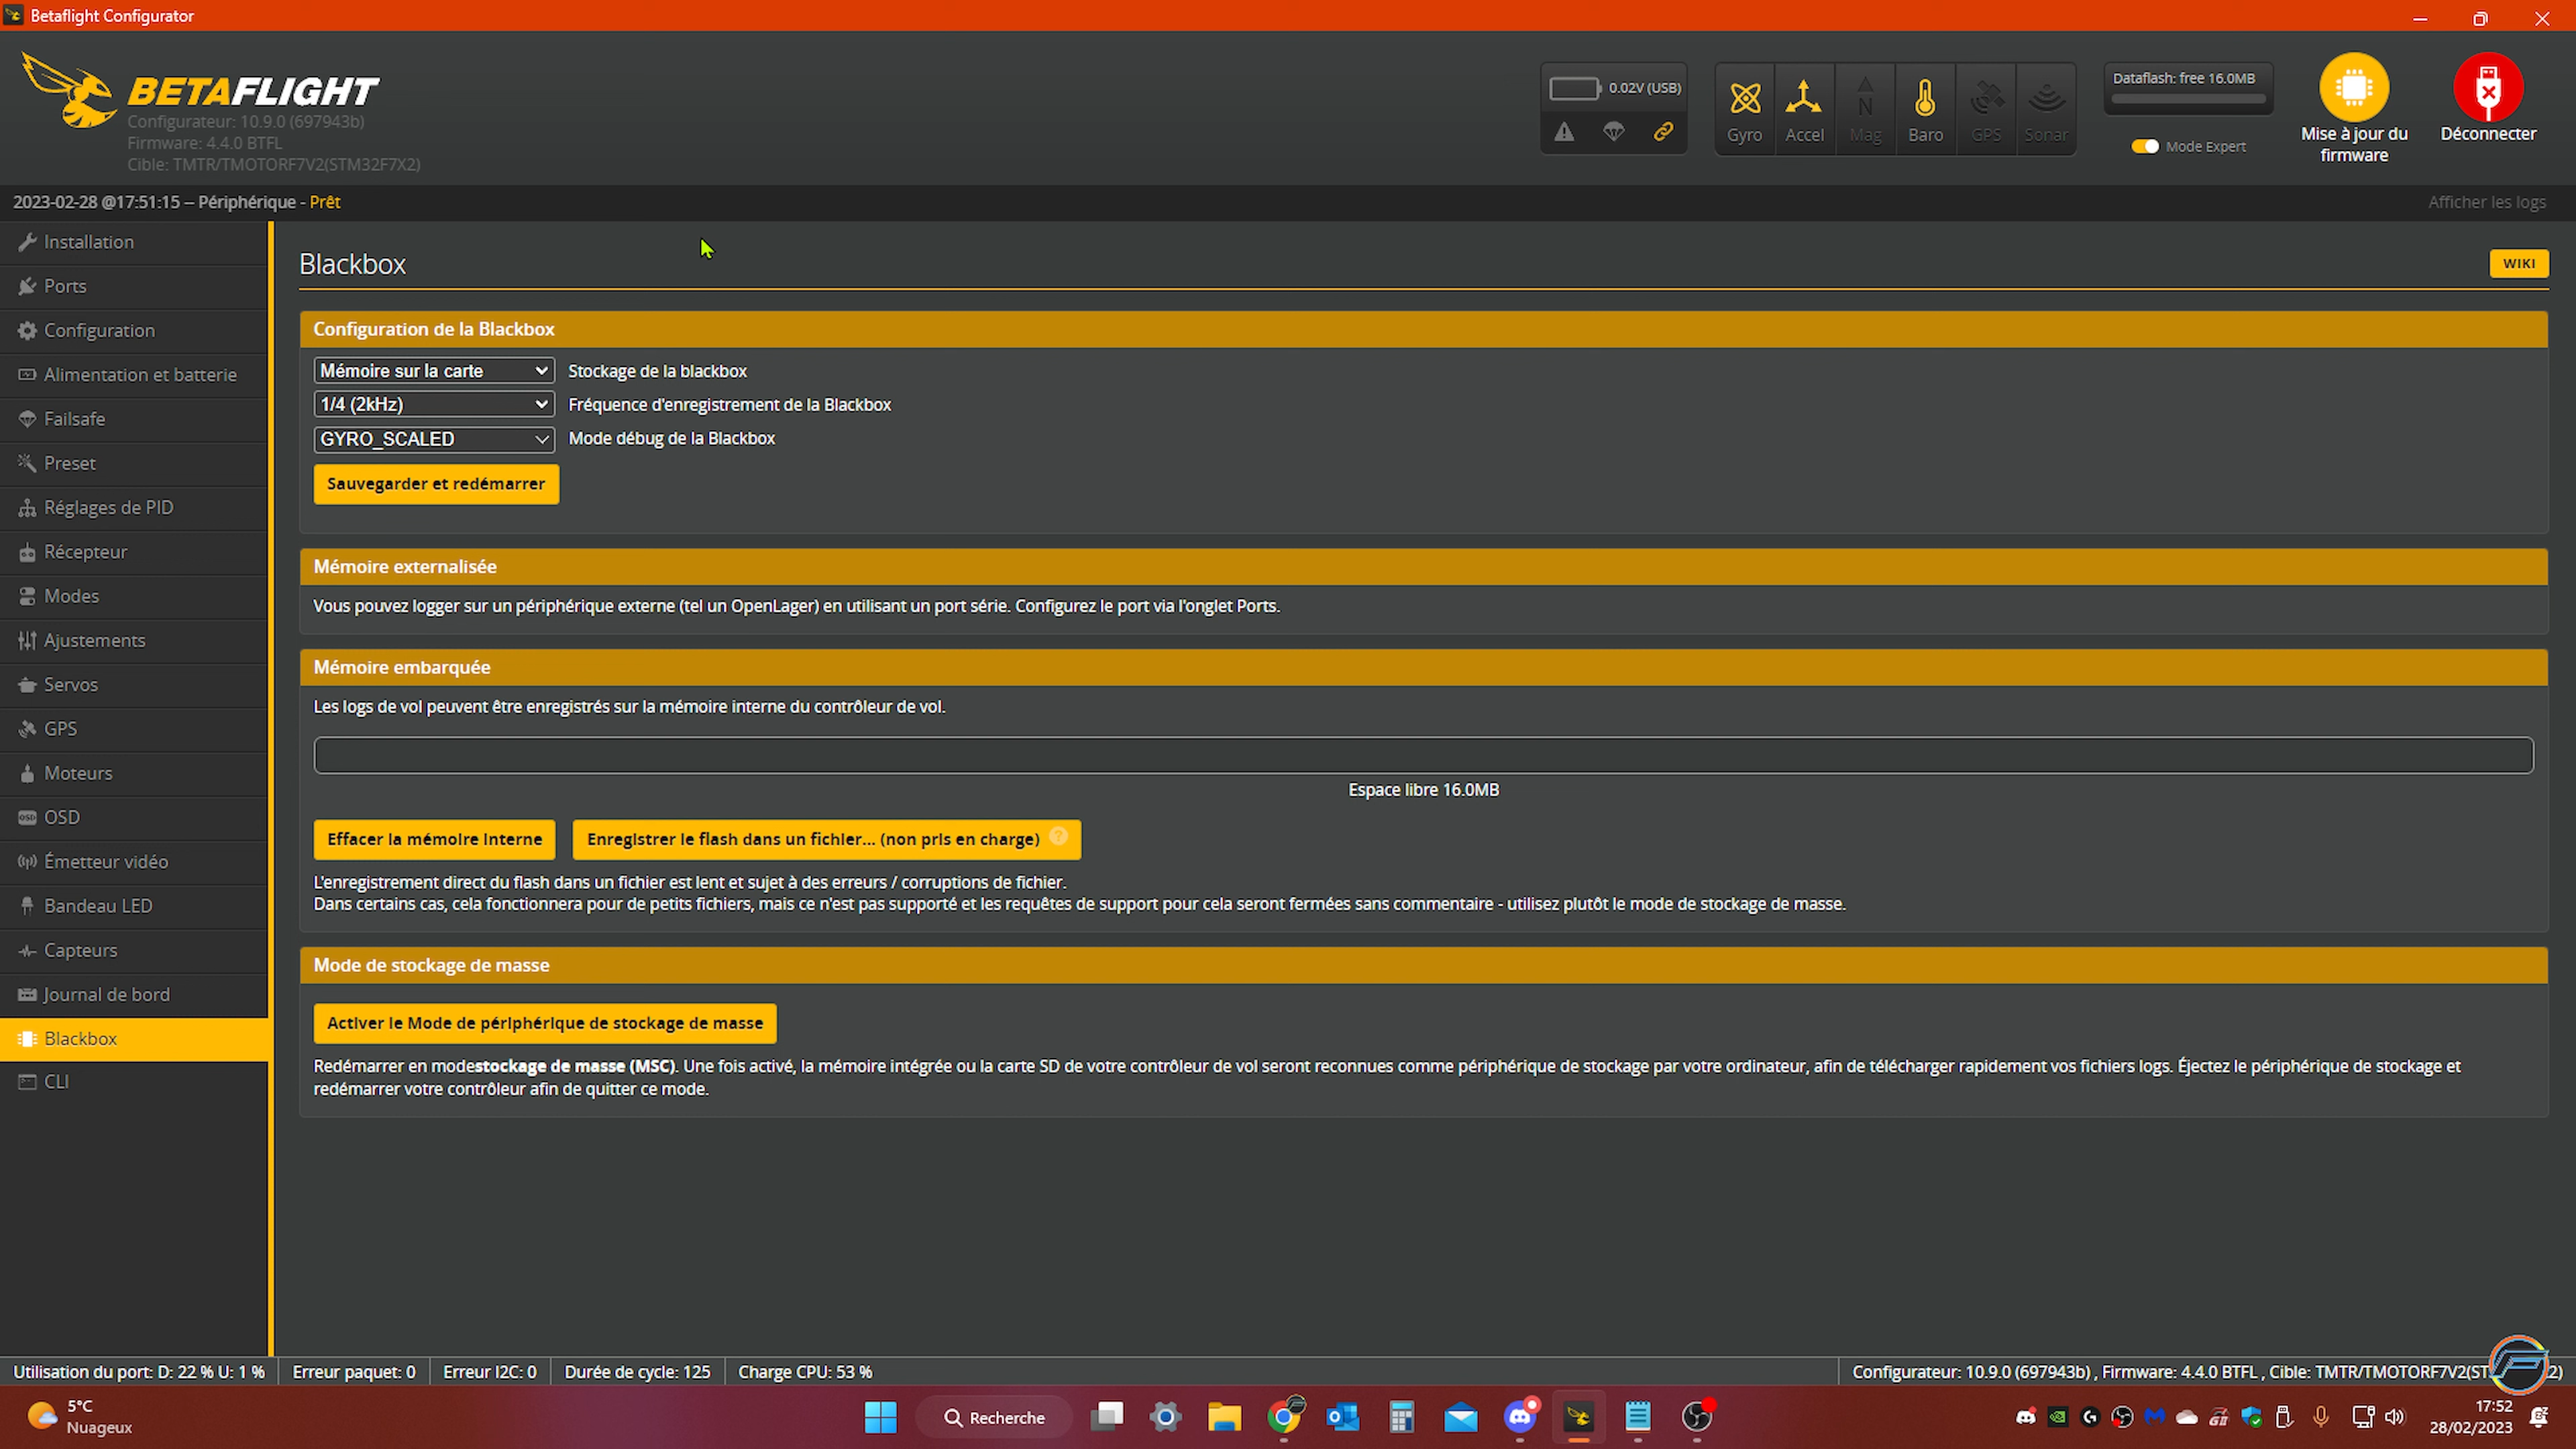 Betaflight Configurator
BETAFLIGHT
Configurateur: 10.9.0 (697943b)
Firmware: 4.4.0 BTFL
Cible: TMTR/TMOTORF7V2(STM32F7X2)
0.02V (USB)
Gyro
Accel
Mag
Baro
GPS
Sonar
Dataflash: free 16.0MB
Mode Expert
Mise à jour du
firmware
Déconnecter
2023-02-28 @17:51:15 -- Périphérique - Prêt
Afficher les logs
Installation
Ports
Configuration
Alimentation et batterie
Failsafe
Preset
Réglages de PID
Récepteur
Modes
Ajustements
Servos
GPS
Moteurs
OSD
Émetteur vidéo
Bandeau LED
Capteurs
Journal de bord
Blackbox
CLI
Blackbox
WIKI
Configuration de la Blackbox
Mémoire sur la carte Stockage de la blackbox
1/4 (2kHz) Fréquence d'enregistrement de la Blackbox
GYRO_SCALED Mode débug de la Blackbox
Sauvegarder et redémarrer
Mémoire externalisée
Vous pouvez logger sur un périphérique externe (tel un OpenLager) en utilisant un port série. Configurez le port via l'onglet Ports.
Mémoire embarquée
Les logs de vol peuvent être enregistrés sur la mémoire interne du contrôleur de vol.
Espace libre 16.0MB
Effacer la mémoire interne
Enregistrer le flash dans un fichier... (non pris en charge) ?
L'enregistrement direct du flash dans un fichier est lent et sujet à des erreurs / corruptions de fichier.
Dans certains cas, cela fonctionnera pour de petits fichiers, mais ce n'est pas supporté et les requêtes de support pour cela seront fermées sans commentaire - utilisez plutôt le mode de stockage de masse.
Mode de stockage de masse
Activer le Mode de périphérique de stockage de masse
Redémarrer en modestockage de masse (MSC). Une fois activé, la mémoire intégrée ou la carte SD de votre contrôleur de vol seront reconnues comme périphérique de stockage par votre ordinateur, afin de télécharger rapidement vos fichiers logs. Éjectez le périphérique de stockage et
redémarrer votre contrôleur afin de quitter ce mode.
Utilisation du port: D: 22 % U: 1 %
Erreur paquet: 0
Erreur I2C: 0
Durée de cycle: 125
Charge CPU: 53 %
Configurateur: 10.9.0 (697943b) , Firmware: 4.4.0 BTFL , Cible: TMTR/TMOTORF7V2(ST 2)
5°C
Nuageux
Recherche
17:52
28/02/2023